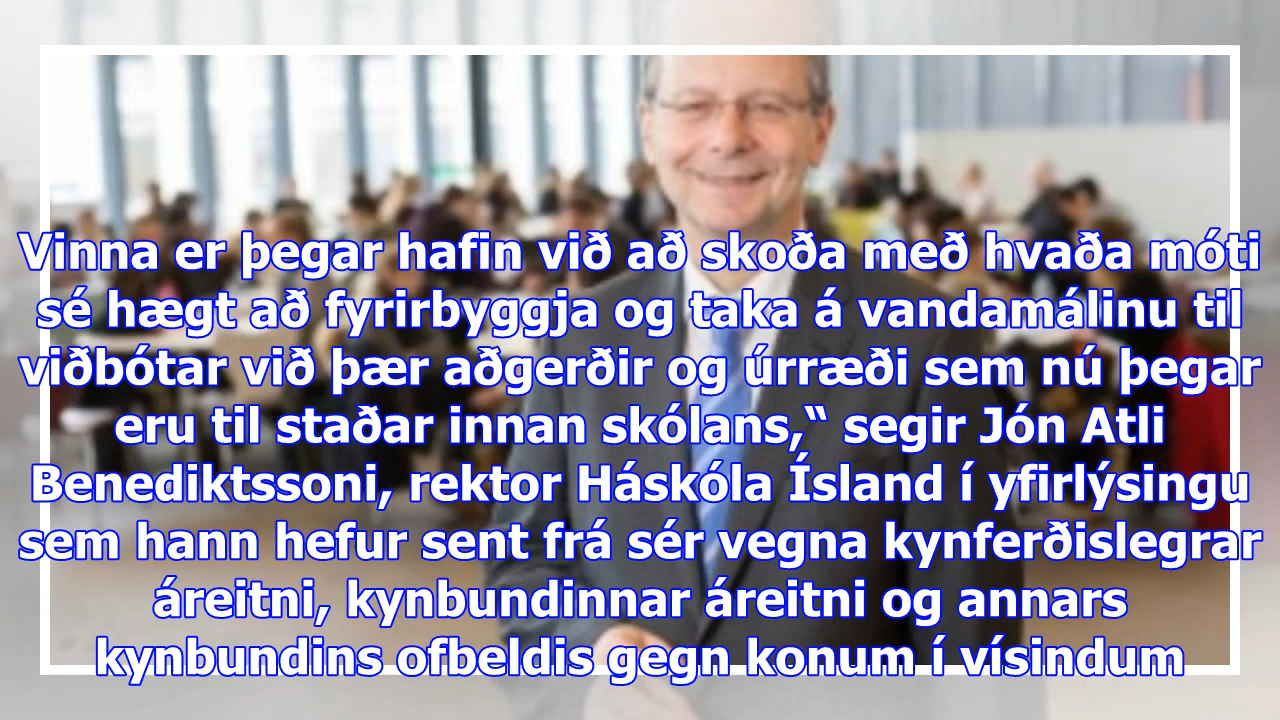 Vinna er þegar hafin við að skoða með hvaða móti
sé hægt að fyrirbyggja og taka á vandamálinu til
viðbótar við þær aðgerðir og úrræði sem nú þegar
eru til staðar innan skólans,“ segir Jón Atli
Benediktssoni, rektor Háskóla Ísland í yfirlýsingu
sem hann hefur sent frá sér vegna kynferðislegrar
áreitni, kynbundinnar áreitni og annars
kynbundins ofbeldis gegn konum í vísindum